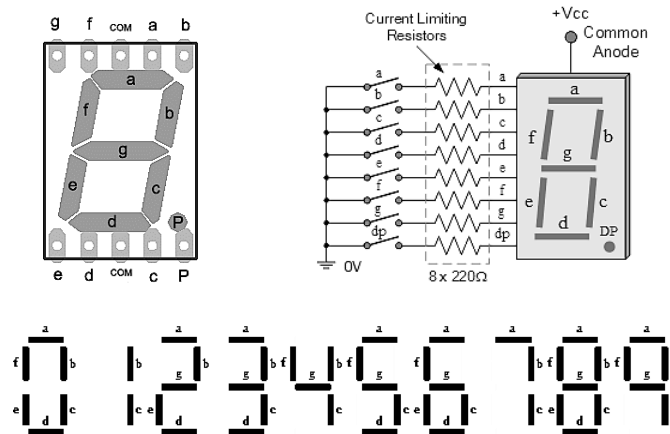 g f COM a b
a
f b
g
e c
d
P
e d COM c P
Current Limiting
Resistors
+Vcc
Common
Anode
a a
b b
c c
d d
e e
f f
g g
dp dp
0V
8 x 220Ω
a
f b
g
e c
d
DP
a a a a a a a a
f b b b b f g b f f b f b
g g g g g g
e c c e c c c e c c e c c
d d d d d d